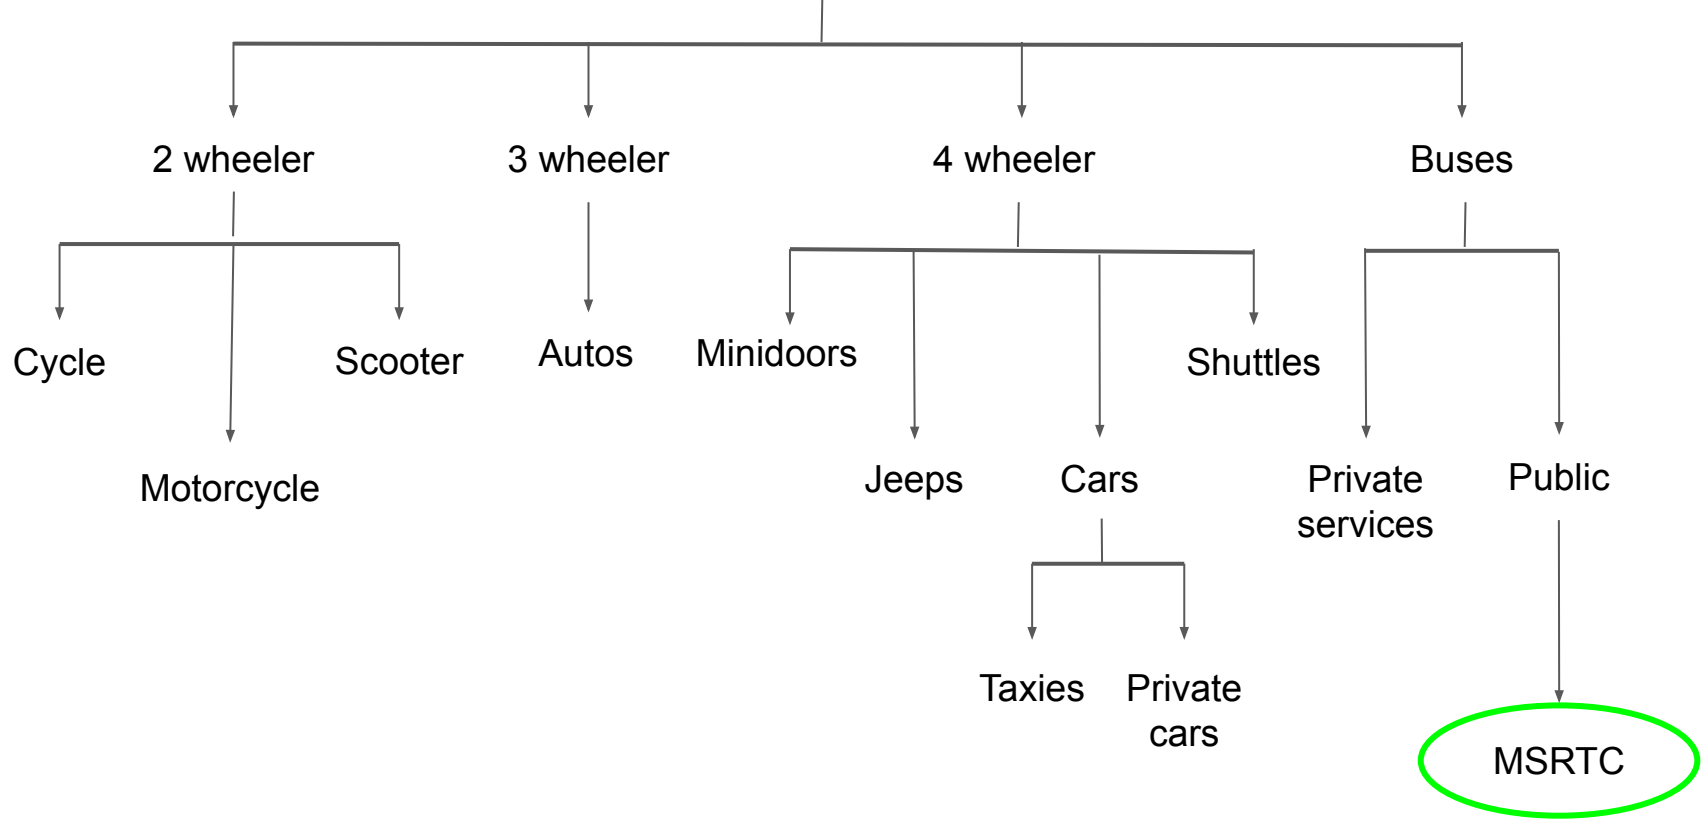 2 wheeler
3 wheeler
4 wheeler
Buses
Cycle
Scooter
Autos
Minidoors
Shuttles
Motorcycle
Jeeps
Cars
Private
services
Public
Taxies
Private
cars
MSRTC